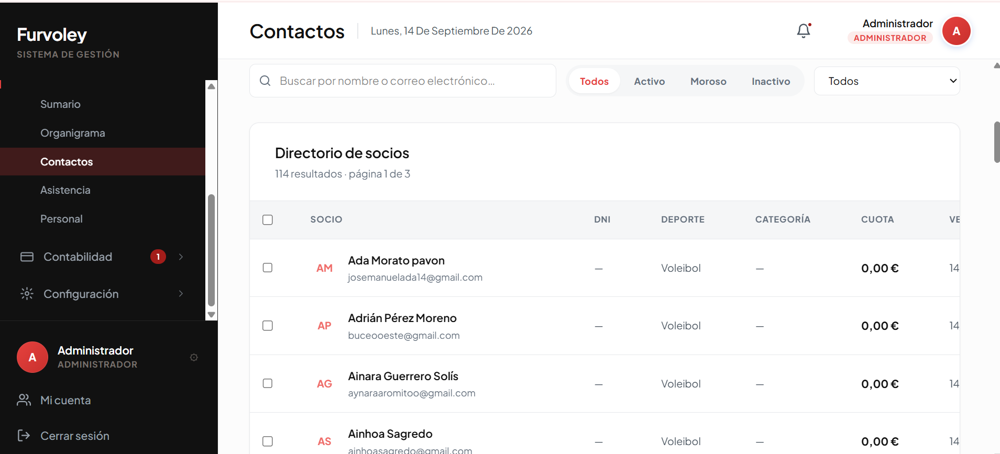 Furvoley
SISTEMA DE GESTIÓN
Sumario
Organigrama
Contactos
Asistencia
Personal
Contabilidad 1
Configuración
A Administrador
ADMINISTRADOR
Mi cuenta
Cerrar sesión
Contactos Lunes, 14 De Septiembre De 2026
Administrador
ADMINISTRADOR
A
Buscar por nombre o correo electrónico...
Todos Activo Moroso Inactivo Todos
Directorio de socios
114 resultados · página 1 de 3
SOCIO DNI DEPORTE CATEGORÍA CUOTA VE
AM Ada Morato pavon — Voleibol — 0,00 € 14
josemanuelada14@gmail.com
AP Adrián Pérez Moreno — Voleibol — 0,00 € 14
buceooeste@gmail.com
AG Ainara Guerrero Solís — Voleibol — 0,00 € 14
aynaraaromitoo@gmail.com
AS Ainhoa Sagredo — Voleibol — 0,00 € 14
ainhoasagredo@gmail.com